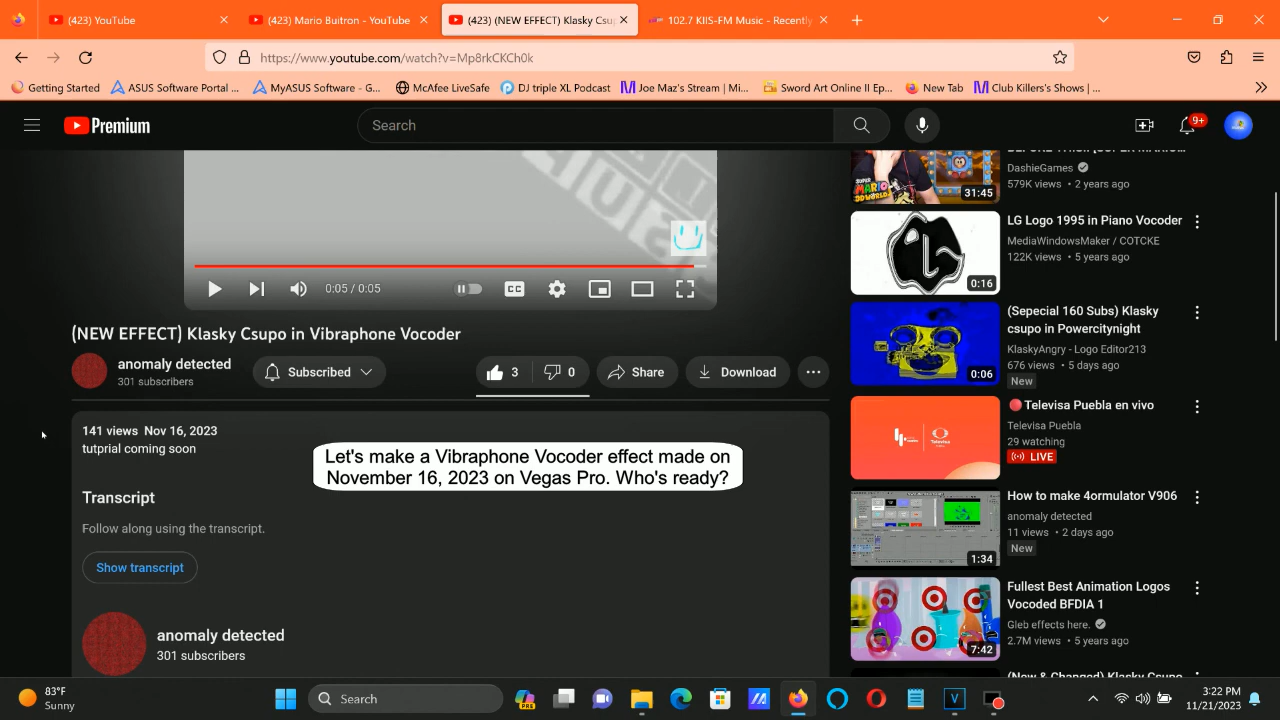 (423) YouTube
(423) Mario Buitron - YouTube
(423) (NEW EFFECT) Klasky Csup
102.7 KIIS-FM Music - Recently
https://www.youtube.com/watch?v=Mp8rkCKCh0k
Getting Started
ASUS Software Portal ...
MyASUS Software - G...
McAfee LiveSafe
DJ triple XL Podcast
Joe Maz's Stream | Mi...
Sword Art Online II Ep...
New Tab
Club Killers's Shows | ...
Premium
Search
9+
0:05 / 0:05
CC
(NEW EFFECT) Klasky Csupo in Vibraphone Vocoder
anomaly detected
301 subscribers
Subscribed
3
0
Share
Download
141 views Nov 16, 2023
tutprial coming soon
Let's make a Vibraphone Vocoder effect made on
November 16, 2023 on Vegas Pro. Who's ready?
Transcript
Follow along using the transcript.
Show transcript
anomaly detected
301 subscribers
SUPER
MARIO
3D WORLD
31:45
DashieGames
579K views • 2 years ago
0:16
LG Logo 1995 in Piano Vocoder
MediaWindowsMaker / COTCKE
122K views • 5 years ago
0:06
(Sepecial 160 Subs) Klasky
csupo in Powercitynight
KlaskyAngry - Logo Editor213
676 views • 5 days ago
New
Televisa
Puebla
🔴Televisa Puebla en vivo
Televisa Puebla
29 watching
LIVE
1:34
How to make 4ormulator V906
anomaly detected
11 views • 2 days ago
New
7:42
Fullest Best Animation Logos
Vocoded BFDIA 1
Gleb effects here.
2.7M views • 5 years ago
(New & Changed) Klasky Csupo
83°F
Sunny
Search
PRE
V
3:22 PM
11/21/2023